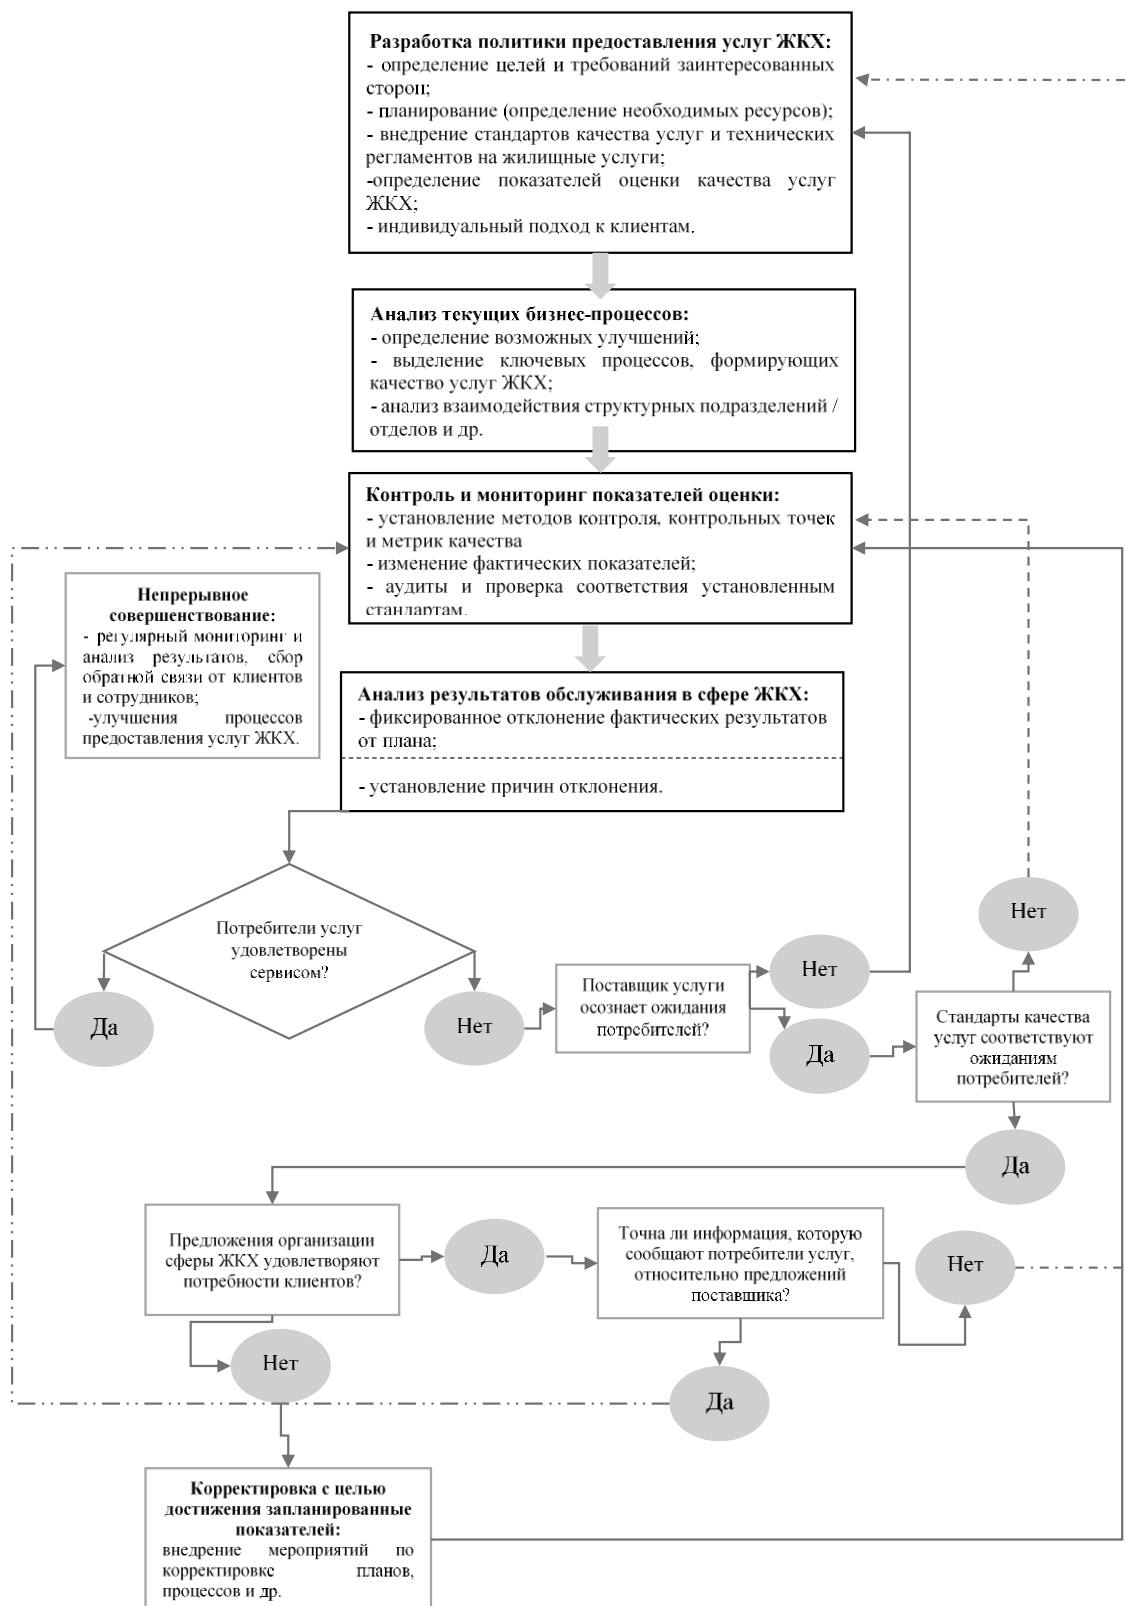 Разработка политики предоставления услуг ЖКХ:
- определение целей и требований заинтересованных
сторон;
- планирование (определение необходимых ресурсов);
- внедрение стандартов качества услуг и технических
регламентов на жилищные услуги;
-определение показателей оценки качества услуг
ЖКХ;
- индивидуальный подход к клиентам.
Анализ текущих бизнес-процессов:
- определение возможных улучшений;
- выделение ключевых процессов, формирующих
качество услуг ЖКХ;
- анализ взаимодействия структурных подразделений /
отделов и др.
Контроль и мониторинг показателей оценки:
- установление методов контроля, контрольных точек
и метрик качества
- изменение фактических показателей;
- аудиты и проверка соответствия установленным
стандартам.
Непрерывное
совершенствование:
- регулярный мониторинг и
анализ результатов, сбор
обратной связи от клиентов
и сотрудников;
-улучшения процессов
предоставления услуг ЖКХ.
Анализ результатов обслуживания в сфере ЖКХ:
- фиксированное отклонение фактических результатов
от плана;
- установление причин отклонения.
Потребители услуг
удовлетворены
сервисом?
Да
Нет
Поставщик услуги
осознает ожидания
потребителей?
Нет
Да
Нет
Стандарты качества
услуг соответствуют
ожиданиям
потребителей?
Да
Предложения организации
сферы ЖКХ удовлетворяют
потребности клиентов?
Да
Точна ли информация, которую
сообщают потребители услуг,
относительно предложений
поставщика?
Нет
Нет
Да
Корректировка с целью
достижения запланированные
показателей:
внедрение мероприятий по
корректировке планов,
процессов и др.